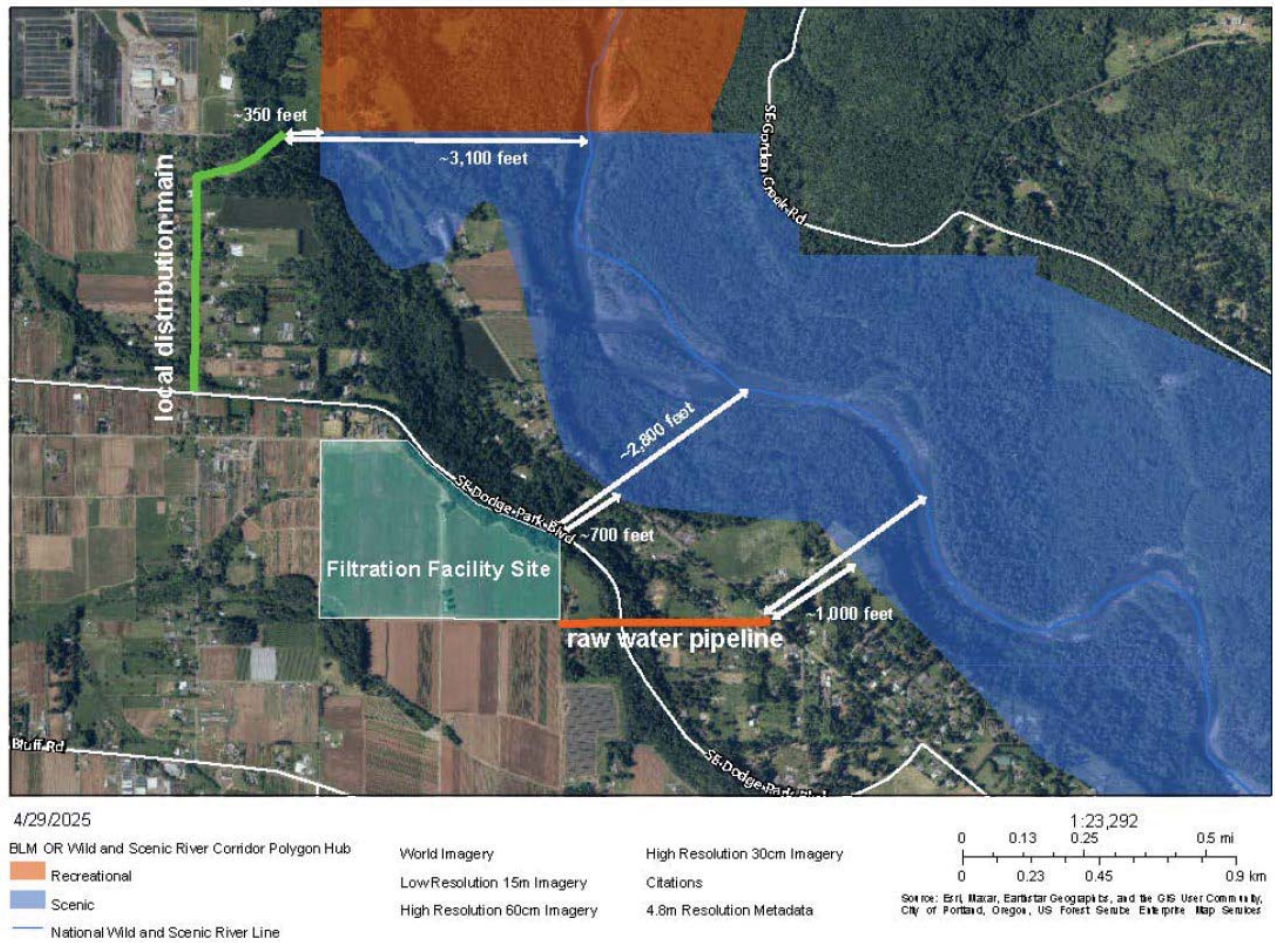 ~350 feet
~3,100 feet
SE Gordon Creek Rd
local distribution main
~2,800 feet
SE Dodge Park Blvd
~700 feet
Filtration Facility Site
~1,000 feet
raw water pipeline
Bluff Rd
SE Dodge Park Blvd
4/29/2025
BLM OR Wild and Scenic River Corridor Polygon Hub
Recreational
Scenic
National Wild and Scenic River Line
World Imagery
Low Resolution 15m Imagery
High Resolution 60cm Imagery
High Resolution 30cm Imagery
Citations
4.8m Resolution Metadata
1:23,292
0 0.13 0.25 0.5 mi
0 0.23 0.45 0.9 km
Source: Esri, Maxar, Earthstar Geographics, and the GIS User Community,
City of Portland, Oregon, US Forest Service Enterprise Map Services